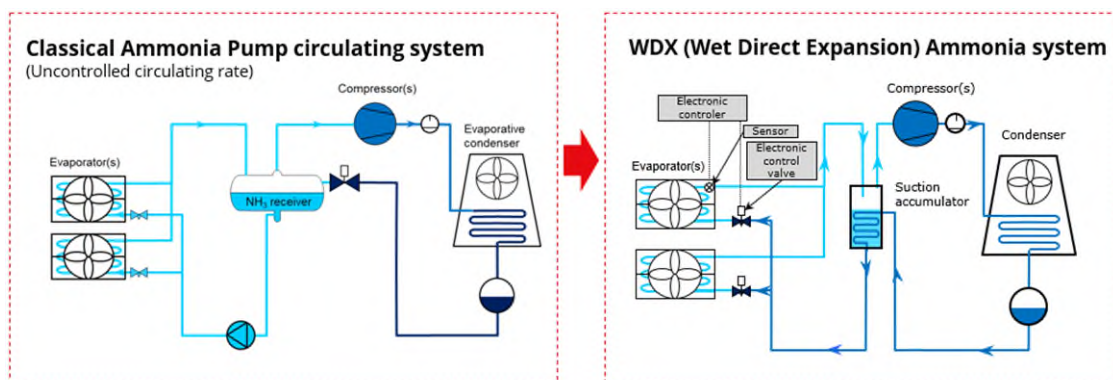 Classical Ammonia Pump circulating system
(Uncontrolled circulating rate)
Compressor(s)
Evaporative
condenser
Evaporator(s)
NH₃ receiver
WDX (Wet Direct Expansion) Ammonia system
Compressor(s)
Electronic
controler
Sensor
Condenser
Electronic
control
valve
Evaporator(s)
Suction
accumulator